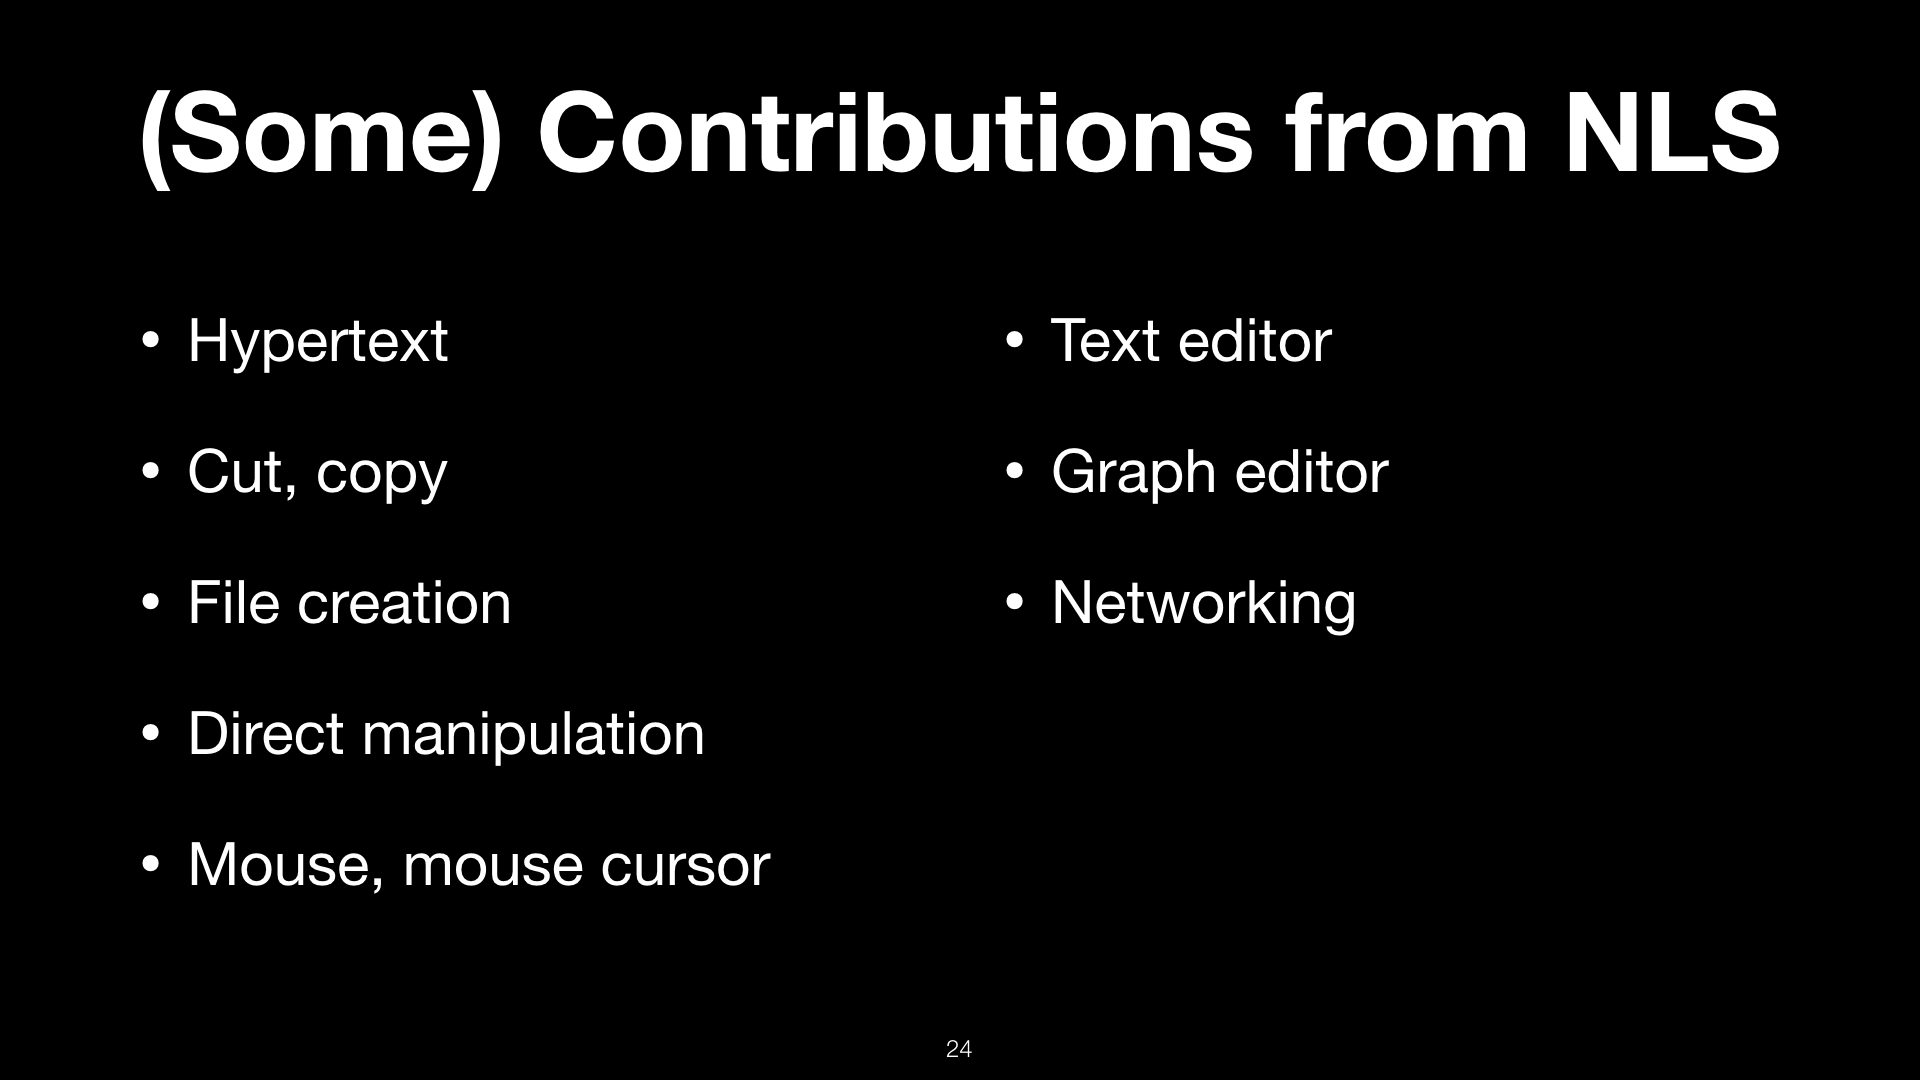 (Some) Contributions from NLS
• Hypertext
• Cut, copy
• File creation
• Direct manipulation
• Mouse, mouse cursor
• Text editor
• Graph editor
• Networking
24